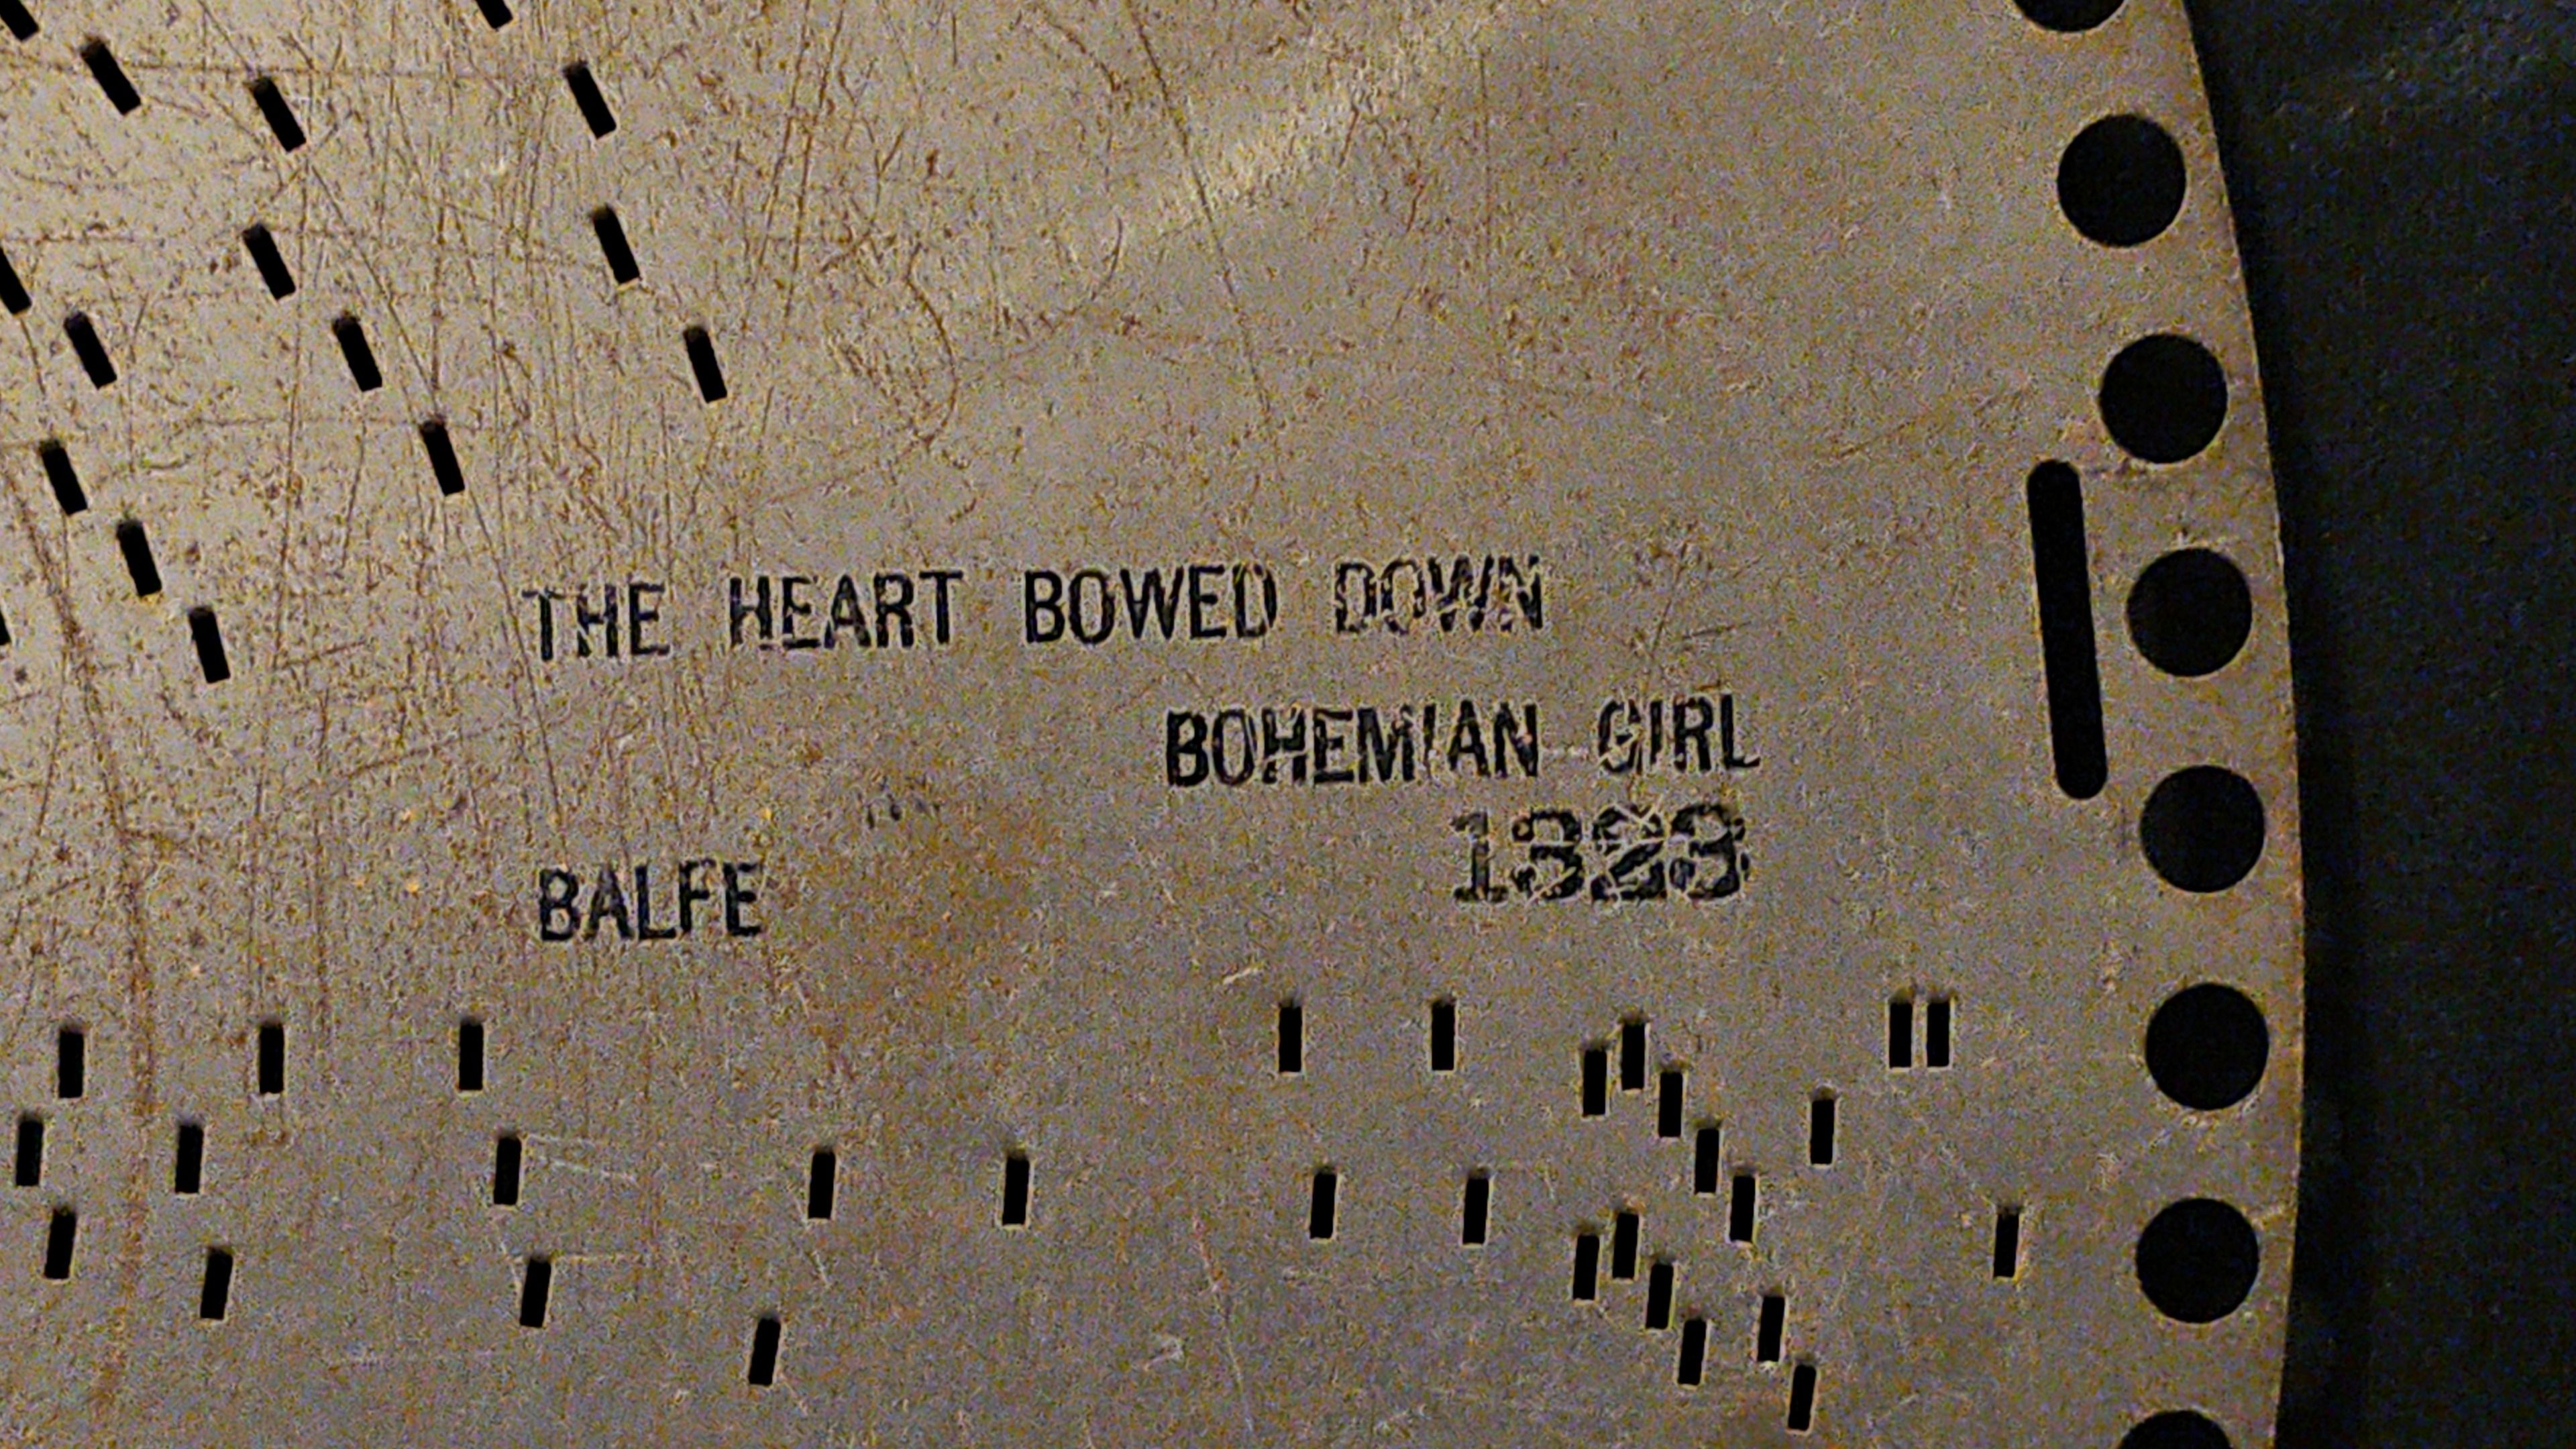 THE HEART BOWED DOWN
BOHEMIAN GIRL
1323
BALFE